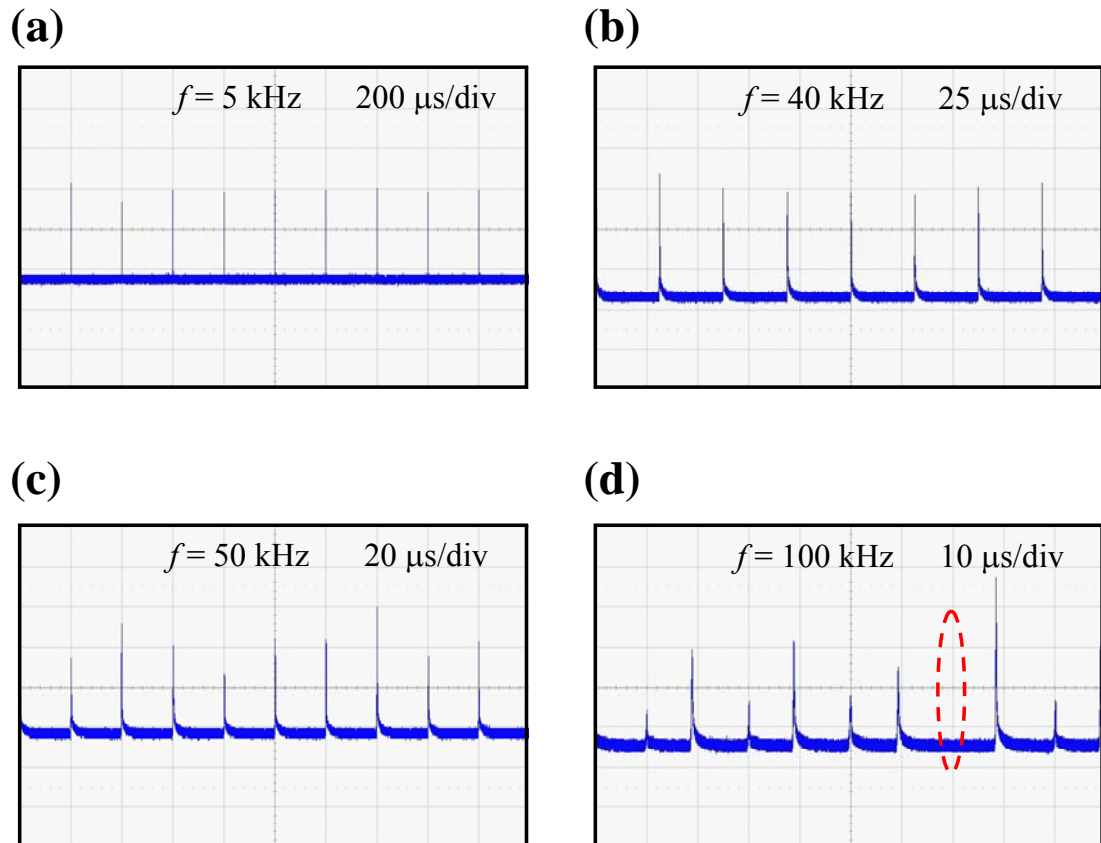 (a)
f = 5 kHz 200 μs/div
(b)
f = 40 kHz 25 μs/div
(c)
f = 50 kHz 20 μs/div
(d)
f = 100 kHz 10 μs/div